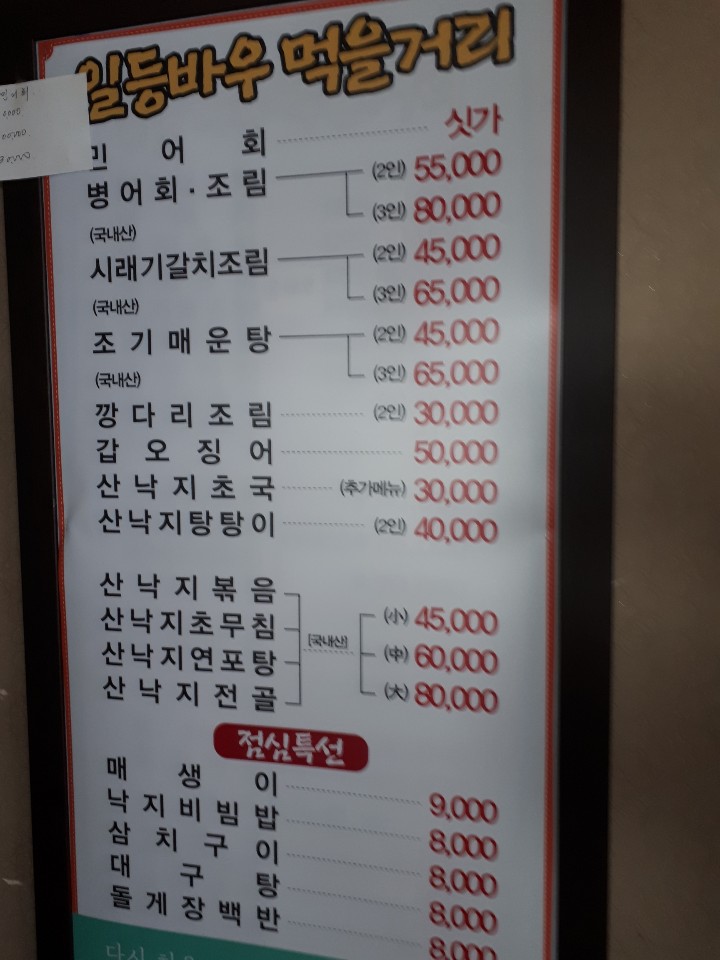 일등바우 먹을거리
민어회 싯가
병어회·조림 (2인) 55,000
(3인) 80,000
(국내산)
시래기갈치조림 (2인) 45,000
(3인) 65,000
(국내산)
조기매운탕 (2인) 45,000
(3인) 65,000
(국내산)
깡다리조림 (2인) 30,000
갑오징어 50,000
산낙지초국 (추가메뉴) 30,000
산낙지탕탕이 (2인) 40,000
산낙지볶음
산낙지초무침 (小) 45,000
산낙지연포탕 (국내산) (中) 60,000
산낙지전골 (大) 80,000
점심특선
매생이 9,000
낙지비빔밥 8,000
삼치구이 8,000
대구탕 8,000
돌게장백반 8,000